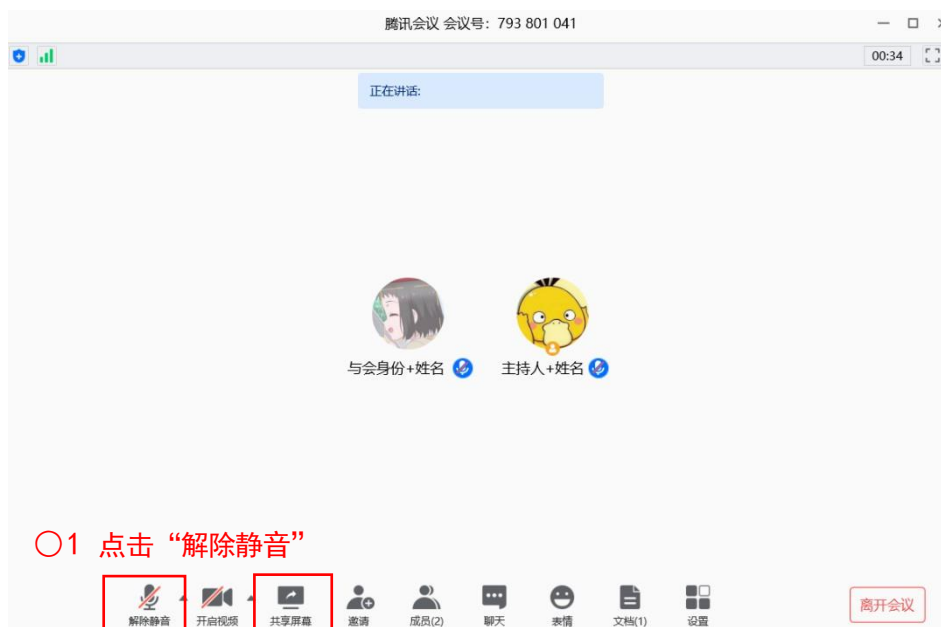 腾讯会议 会议号：793 801 041
00:34
正在讲话:
与会身份+姓名 主持人+姓名
○1 点击“解除静音”
解除静音 开启视频 共享屏幕 邀请 成员(2) 聊天 表情 文档(1) 设置 离开会议